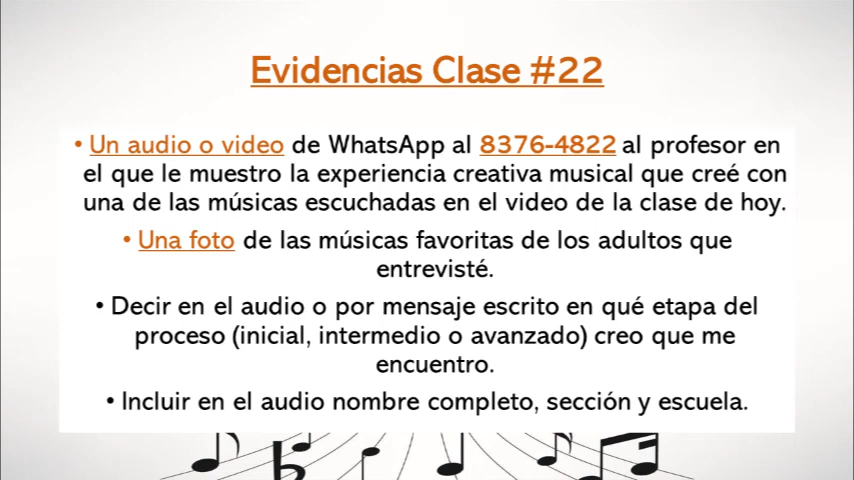 Evidencias Clase #22
• Un audio o video de WhatsApp al 8376-4822 al profesor en
el que le muestro la experiencia creativa musical que creé con
una de las músicas escuchadas en el video de la clase de hoy.
• Una foto de las músicas favoritas de los adultos que
entrevisté.
• Decir en el audio o por mensaje escrito en qué etapa del
proceso (inicial, intermedio o avanzado) creo que me
encuentro.
• Incluir en el audio nombre completo, sección y escuela.